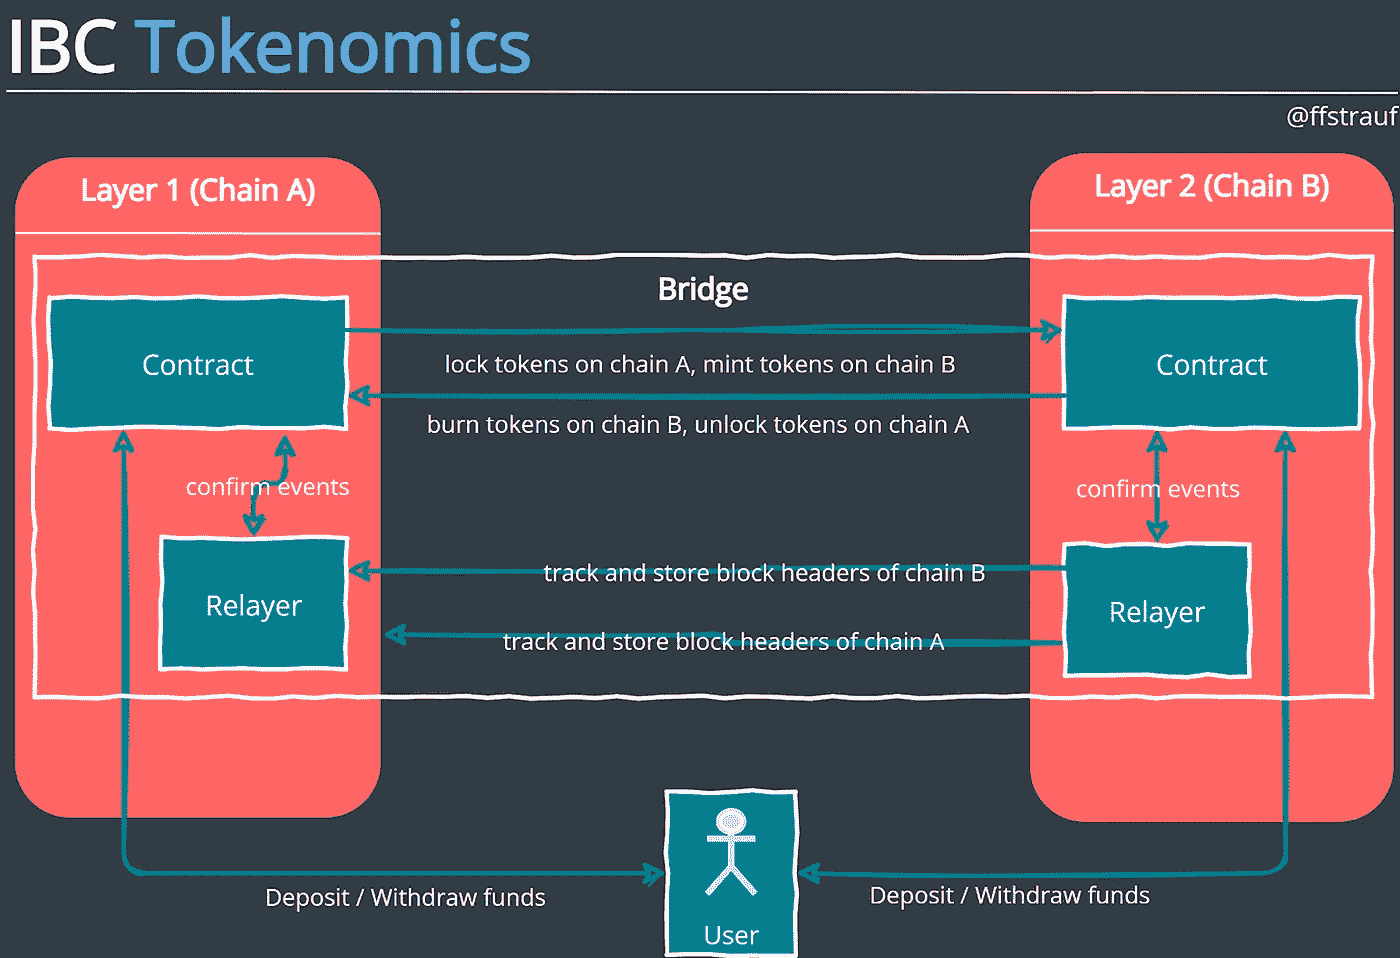 IBC Tokenomics
@ffstrauf
Layer 1 (Chain A)
Layer 2 (Chain B)
Bridge
Contract
Contract
lock tokens on chain A, mint tokens on chain B
burn tokens on chain B, unlock tokens on chain A
confirm events
confirm events
track and store block headers of chain B
Relayer
Relayer
track and store block headers of chain A
Deposit / Withdraw funds
Deposit / Withdraw funds
User